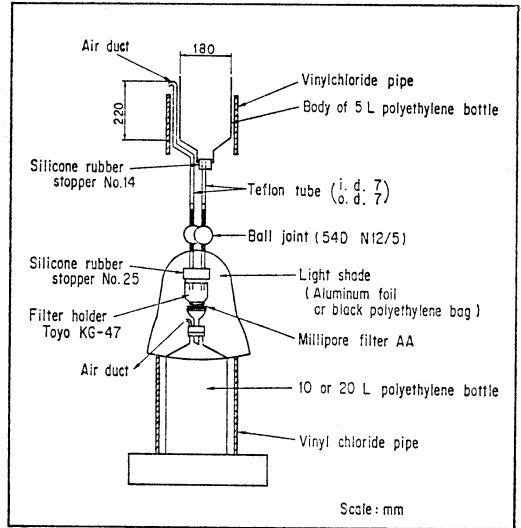 Air duct
180
220
Vinylchloride pipe
Body of 5 L polyethylene bottle
Silicone rubber
stopper No.14
Teflon tube (i. d. 7
o. d. 7)
Ball joint (54D N12/5)
Silicone rubber
stopper No.25
Light shade
(Aluminum foil
or black polyethylene bag)
Filter holder
Toyo KG-47
Millipore filter AA
Air duct
10 or 20 L polyethylene bottle
Vinyl chloride pipe
Scale: mm